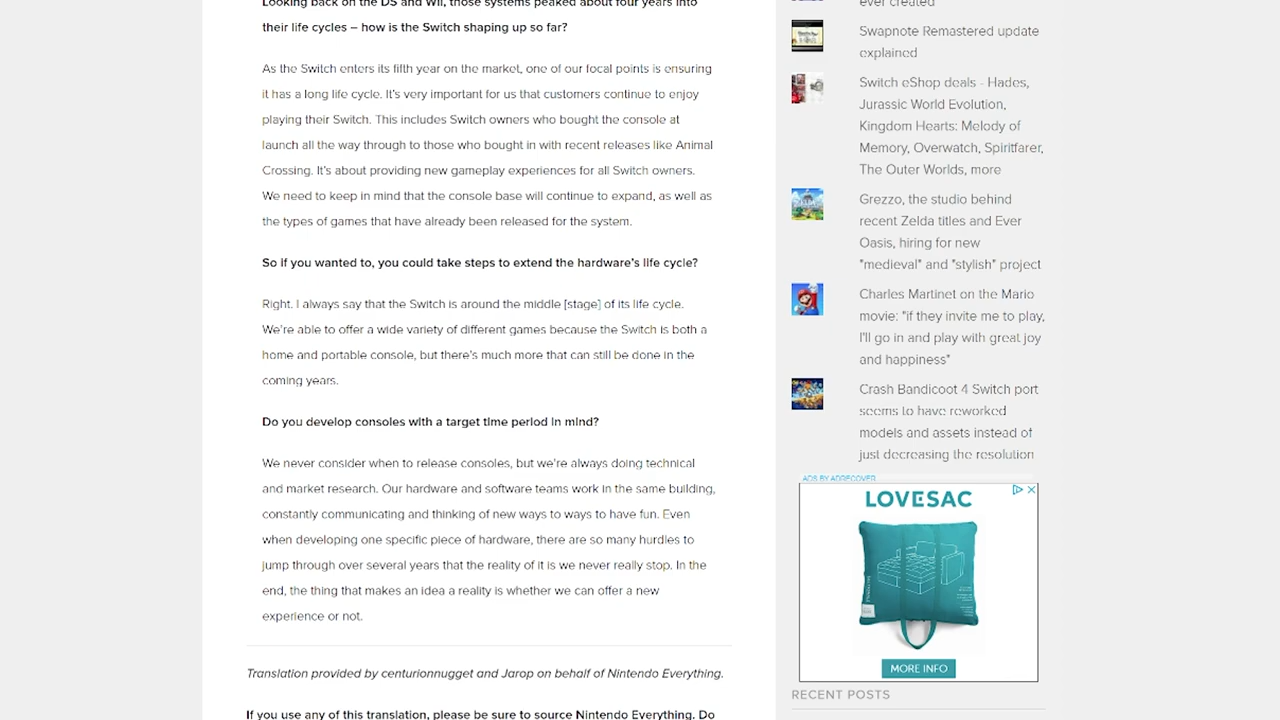 Looking back on the DS and Wii, those systems peaked about four years into
their life cycles – how is the Switch shaping up so far?
As the Switch enters its fifth year on the market, one of our focal points is ensuring
it has a long life cycle. It's very important for us that customers continue to enjoy
playing their Switch. This includes Switch owners who bought the console at
launch all the way through to those who bought in with recent releases like Animal
Crossing. It's about providing new gameplay experiences for all Switch owners.
We need to keep in mind that the console base will continue to expand, as well as
the types of games that have already been released for the system.
So if you wanted to, you could take steps to extend the hardware's life cycle?
Right. I always say that the Switch is around the middle [stage] of its life cycle.
We're able to offer a wide variety of different games because the Switch is both a
home and portable console, but there's much more that can still be done in the
coming years.
Do you develop consoles with a target time period in mind?
We never consider when to release consoles, but we're always doing technical
and market research. Our hardware and software teams work in the same building,
constantly communicating and thinking of new ways to ways to have fun. Even
when developing one specific piece of hardware, there are so many hurdles to
jump through over several years that the reality of it is we never really stop. In the
end, the thing that makes an idea a reality is whether we can offer a new
experience or not.
Translation provided by centurionnugget and Jarop on behalf of Nintendo Everything.
If you use any of this translation, please be sure to source Nintendo Everything. Do
ever created
Swapnote Remastered update
explained
Switch eShop deals - Hades,
Jurassic World Evolution,
Kingdom Hearts: Melody of
Memory, Overwatch, Spiritfarer,
The Outer Worlds, more
Grezzo, the studio behind
recent Zelda titles and Ever
Oasis, hiring for new
"medieval" and "stylish" project
Charles Martinet on the Mario
movie: "if they invite me to play,
I'll go in and play with great joy
and happiness"
Crash Bandicoot 4 Switch port
seems to have reworked
models and assets instead of
just decreasing the resolution
ADS BY ADRECOVER
LOVESAC
MORE INFO
RECENT POSTS